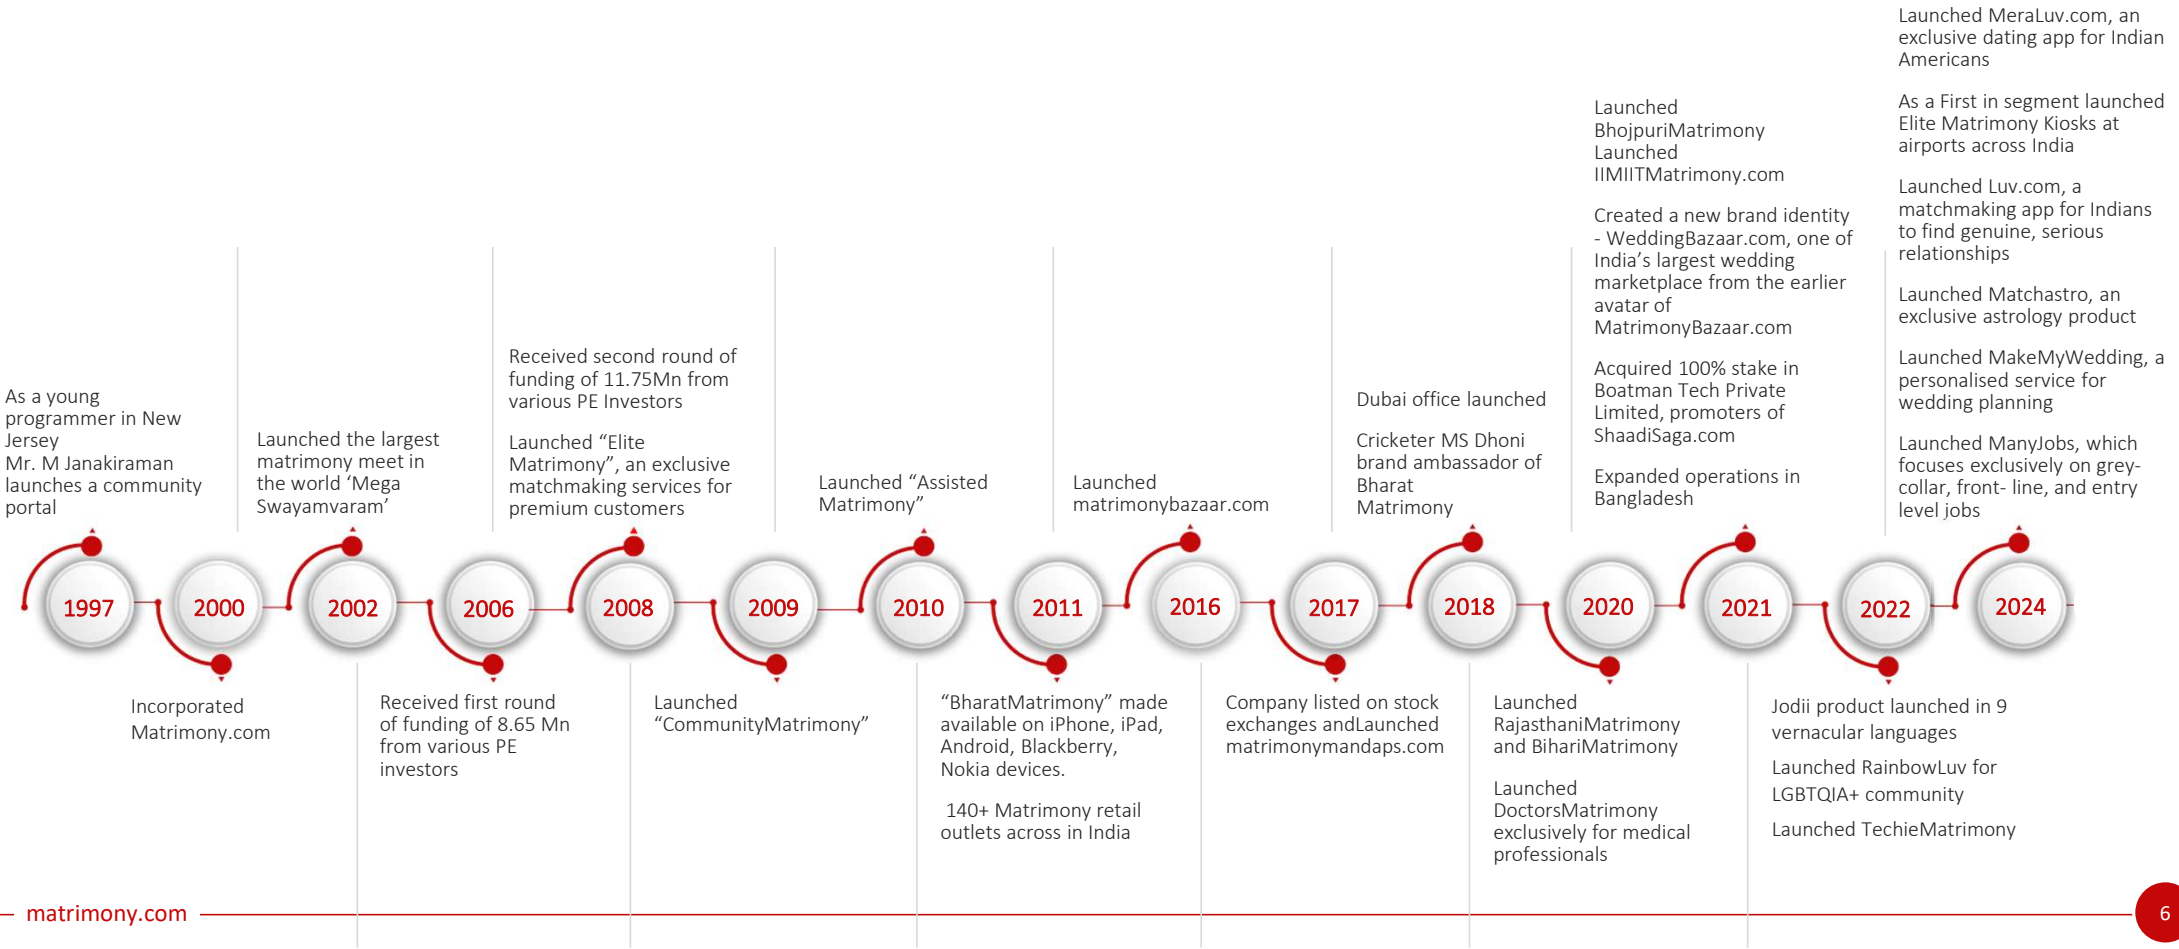 As a young
programmer in New
Jersey
Mr. M Janakiraman
launches a community
portal
Launched the largest
matrimony meet in
the world ‘Mega
Swayamvaram’
Received second round of
funding of 11.75Mn from
various PE Investors
Launched “Elite
Matrimony”, an exclusive
matchmaking services for
premium customers
Launched “Assisted
Matrimony”
Launched
matrimonybazaar.com
Dubai office launched
Cricketer MS Dhoni
brand ambassador of
Bharat
Matrimony
Launched
BhojpuriMatrimony
Launched
IIMIITMatrimony.com
Created a new brand identity
- WeddingBazaar.com, one of
India’s largest wedding
marketplace from the earlier
avatar of
MatrimonyBazaar.com
Acquired 100% stake in
Boatman Tech Private
Limited, promoters of
ShaadiSaga.com
Expanded operations in
Bangladesh
Launched MeraLuv.com, an
exclusive dating app for Indian
Americans
As a First in segment launched
Elite Matrimony Kiosks at
airports across India
Launched Luv.com, a
matchmaking app for Indians
to find genuine, serious
relationships
Launched Matchastro, an
exclusive astrology product
Launched MakeMyWedding, a
personalised service for
wedding planning
Launched ManyJobs, which
focuses exclusively on grey-
collar, front- line, and entry
level jobs
1997 2000 2002 2006 2008 2009 2010 2011 2016 2017 2018 2020 2021 2022 2024
Incorporated
Matrimony.com
Received first round
of funding of 8.65 Mn
from various PE
investors
Launched
“CommunityMatrimony”
“BharatMatrimony” made
available on iPhone, iPad,
Android, Blackberry,
Nokia devices.
140+ Matrimony retail
outlets across in India
Company listed on stock
exchanges andLaunched
matrimonymandaps.com
Launched
RajasthaniMatrimony
and BihariMatrimony
Launched
DoctorsMatrimony
exclusively for medical
professionals
Jodii product launched in 9
vernacular languages
Launched RainbowLuv for
LGBTQIA+ community
Launched TechieMatrimony
matrimony.com
6